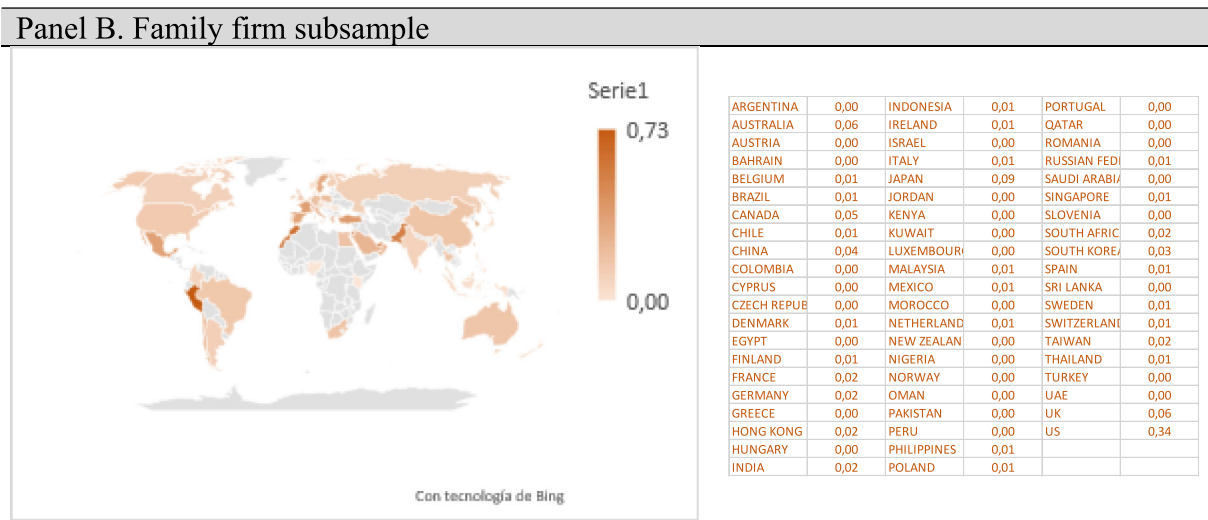 Panel B. Family firm subsample
Serie1
0,73
0,00
Con tecnología de Bing
ARGENTINA 0,00 INDONESIA 0,01 PORTUGAL 0,00
AUSTRALIA 0,06 IRELAND 0,01 QATAR 0,00
AUSTRIA 0,00 ISRAEL 0,00 ROMANIA 0,00
BAHRAIN 0,00 ITALY 0,01 RUSSIAN FED 0,01
BELGIUM 0,01 JAPAN 0,09 SAUDI ARABIA 0,00
BRAZIL 0,01 JORDAN 0,00 SINGAPORE 0,01
CANADA 0,05 KENYA 0,00 SLOVENIA 0,00
CHILE 0,01 KUWAIT 0,00 SOUTH AFRIC 0,02
CHINA 0,04 LUXEMBOUR 0,00 SOUTH KOREA 0,03
COLOMBIA 0,00 MALAYSIA 0,01 SPAIN 0,01
CYPRUS 0,00 MEXICO 0,01 SRI LANKA 0,00
CZECH REPUB 0,00 MOROCCO 0,00 SWEDEN 0,01
DENMARK 0,01 NETHERLAND 0,01 SWITZERLAND 0,01
EGYPT 0,00 NEW ZEALAN 0,00 TAIWAN 0,02
FINLAND 0,01 NIGERIA 0,00 THAILAND 0,01
FRANCE 0,02 NORWAY 0,00 TURKEY 0,00
GERMANY 0,02 OMAN 0,00 UAE 0,00
GREECE 0,00 PAKISTAN 0,00 UK 0,06
HONG KONG 0,02 PERU 0,00 US 0,34
HUNGARY 0,00 PHILIPPINES 0,01
INDIA 0,02 POLAND 0,01